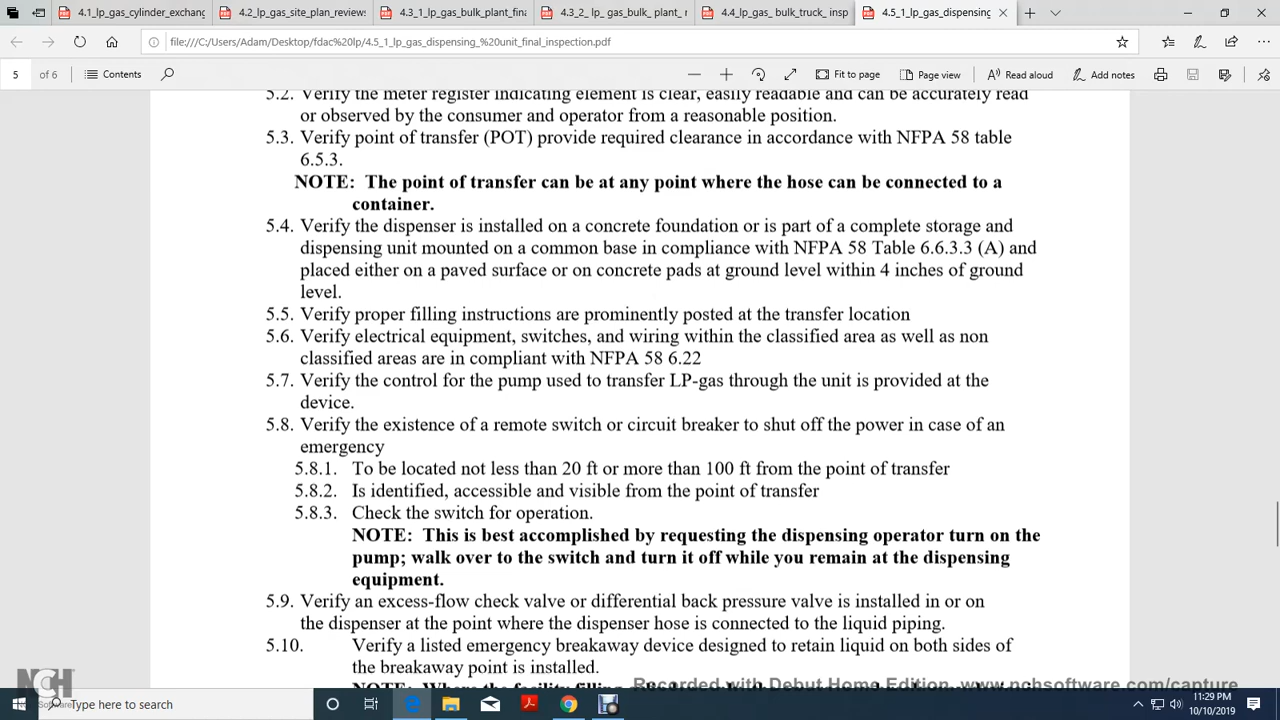 4.1_lp_gas_cylinder_exchang
4.2_lp_gas_site_plan_reviews
4.3_1_lp_gas_bulk_plant_fina
4.3_2_ lp_ gas_bulk_ plant_ r
4.4_lp_gas_ bulk_truck_ insp
4.5_1_lp_gas_dispensing_
file:///C:/Users/Adam/Desktop/fdac%20lp/4.5_1_lp_gas_dispensing_%20unit_final_inspection.pdf
5 of 6 Contents Fit to page Page view Read aloud Add notes
5.2. Verify the meter register indicating element is clear, easily readable and can be accurately read
or observed by the consumer and operator from a reasonable position.
5.3. Verify point of transfer (POT) provide required clearance in accordance with NFPA 58 table
6.5.3.
NOTE: The point of transfer can be at any point where the hose can be connected to a
container.
5.4. Verify the dispenser is installed on a concrete foundation or is part of a complete storage and
dispensing unit mounted on a common base in compliance with NFPA 58 Table 6.6.3.3 (A) and
placed either on a paved surface or on concrete pads at ground level within 4 inches of ground
level.
5.5. Verify proper filling instructions are prominently posted at the transfer location
5.6. Verify electrical equipment, switches, and wiring within the classified area as well as non
classified areas are in compliant with NFPA 58 6.22
5.7. Verify the control for the pump used to transfer LP-gas through the unit is provided at the
device.
5.8. Verify the existence of a remote switch or circuit breaker to shut off the power in case of an
emergency
5.8.1. To be located not less than 20 ft or more than 100 ft from the point of transfer
5.8.2. Is identified, accessible and visible from the point of transfer
5.8.3. Check the switch for operation.
NOTE: This is best accomplished by requesting the dispensing operator turn on the
pump; walk over to the switch and turn it off while you remain at the dispensing
equipment.
5.9. Verify an excess-flow check valve or differential back pressure valve is installed in or on
the dispenser at the point where the dispenser hose is connected to the liquid piping.
5.10. Verify a listed emergency breakaway device designed to retain liquid on both sides of
the breakaway point is installed.
NOTE: Where the facility filling
Recorded with Debut Home Edition. www.nchsoftware.com/capture
NCH
Software
Type here to search
11:29 PM
10/10/2019